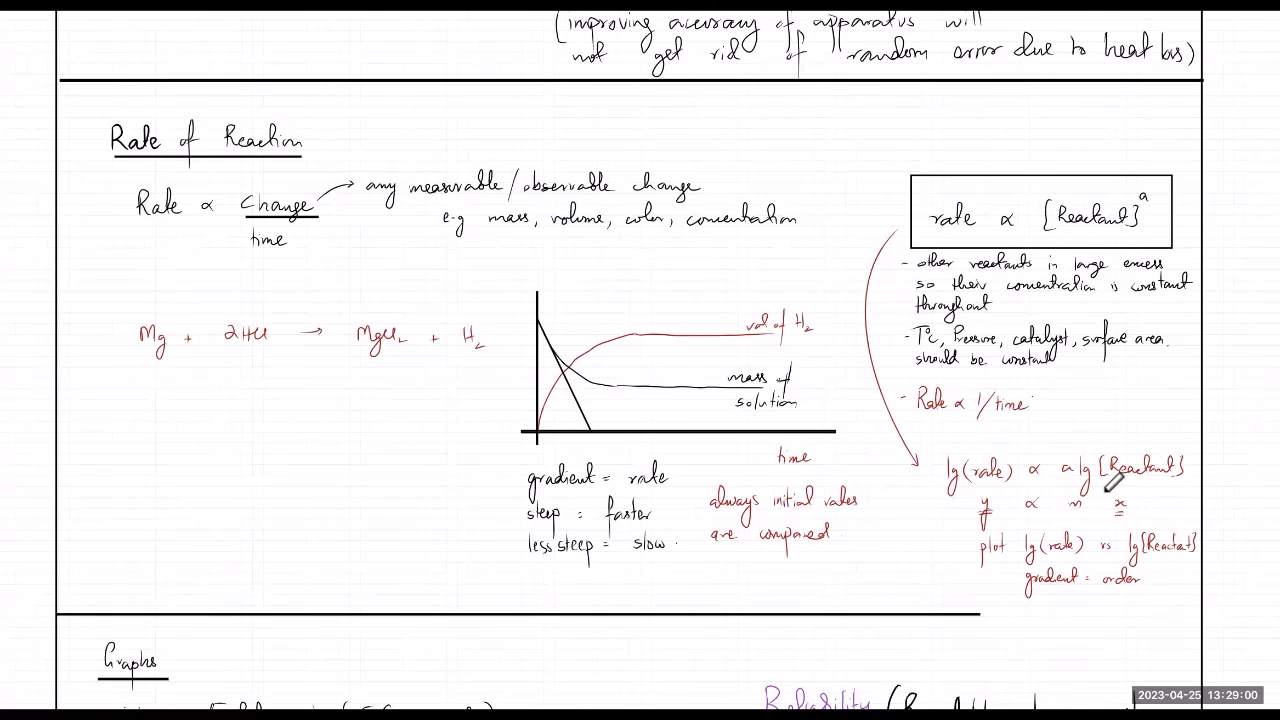 (improving accuracy of apparatus will
not get rid of random error due to heat loss)
Rate of Reaction
Rate ∝ Change
time
any measurable/observable change
e.g mass, volume, color, concentration
rate ∝ [Reactant]ᵃ
- other reactants in large excess
so their concentration is constant
throughout
- T°C, Pressure, catalyst, surface area
should be constant
- Rate ∝ 1/time
Mg + 2HCl → MgCl₂ + H₂
vol of H₂
mass of
solution
time
gradient = rate
steep = faster
less steep = slow
always initial rates
are compared
lg(rate) ∝ a lg [Reactant]
y ∝ m x
plot lg(rate) vs lg[Reactant]
gradient = order
Graphs
Reliability
2023-04-25 13:29:00